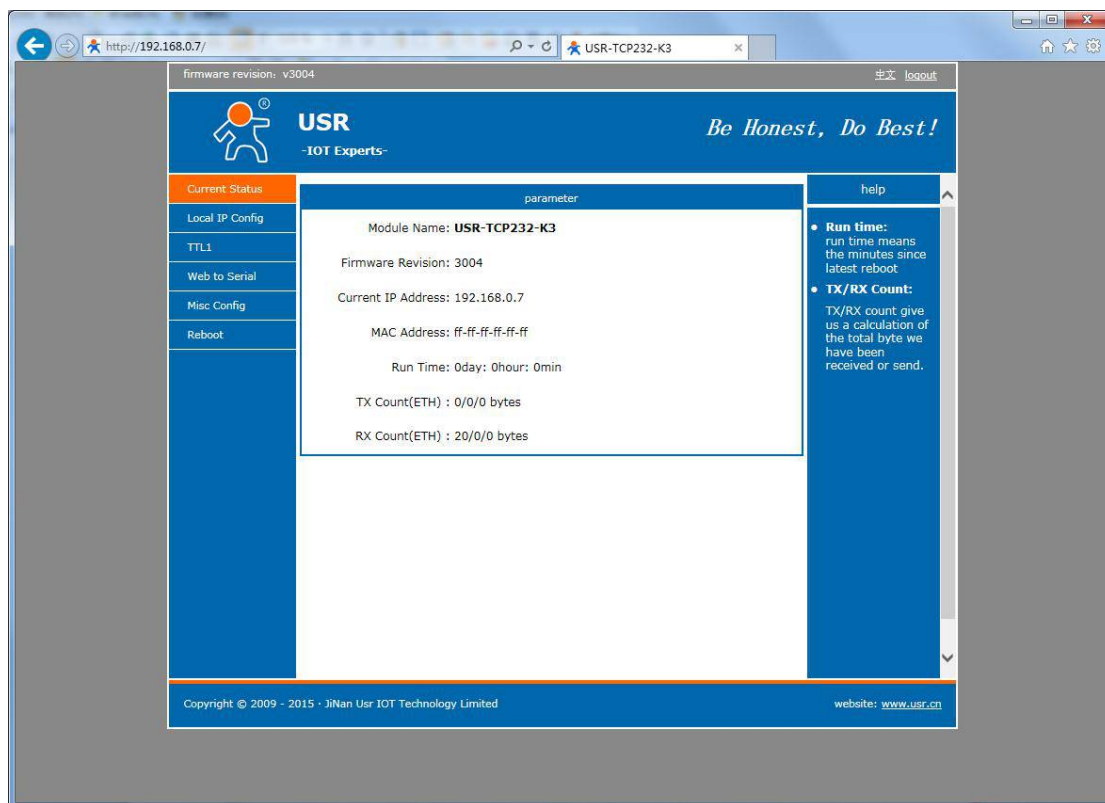 http://192.168.0.7/
USR-TCP232-K3
firmware revision: v3004
中文 logout
®
USR
-IOT Experts-
Be Honest, Do Best!
Current Status
Local IP Config
TTL1
Web to Serial
Misc Config
Reboot
parameter
Module Name: USR-TCP232-K3
Firmware Revision: 3004
Current IP Address: 192.168.0.7
MAC Address: ff-ff-ff-ff-ff-ff
Run Time: 0day: 0hour: 0min
TX Count(ETH) : 0/0/0 bytes
RX Count(ETH) : 20/0/0 bytes
help
Run time:
run time means
the minutes since
latest reboot
TX/RX Count:
TX/RX count give
us a calculation of
the total byte we
have been
received or send.
Copyright © 2009 - 2015 · JiNan Usr IOT Technology Limited
website: www.usr.cn